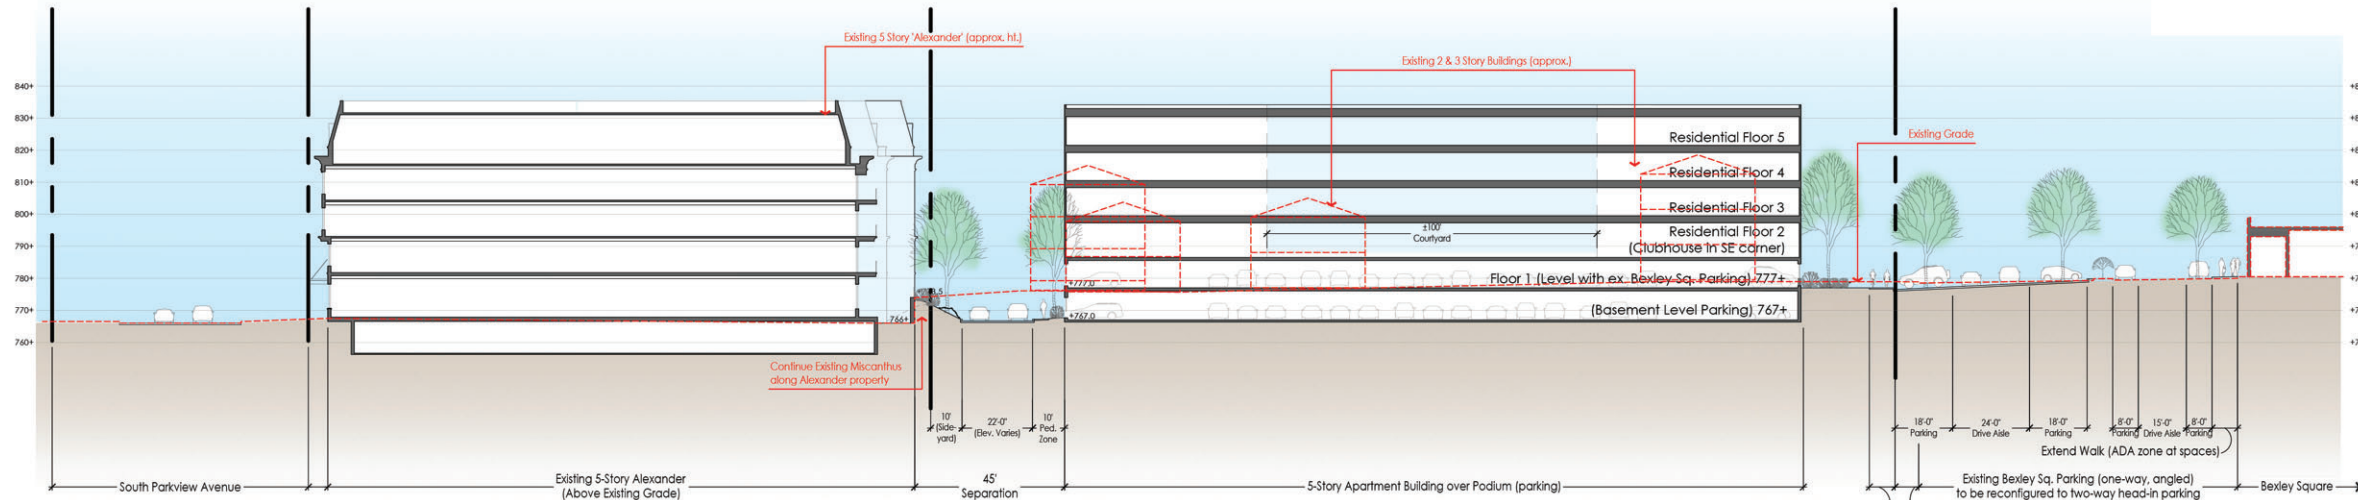 Existing 5 Story 'Alexander' (approx. ht.)
Existing 2 & 3 Story Buildings (approx.)
Existing Grade
840+
830+
820+
810+
800+
790+
780+
770+
760+
Residential Floor 5
Residential Floor 4
Residential Floor 3
Residential Floor 2
(Clubhouse in SE corner)
±100'
Courtyard
Floor 1 (Level with ex. Bexley Sq. Parking) 777+
+777.0
(Basement Level Parking) 767+
+767.0
766+
Continue Existing Miscanthus
along Alexander property
10'
(Side-
yard)
22'-0"
(Elev. Varies)
10'
Ped.
Zone
18'-0"
Parking
24'-0"
Drive Aisle
18'-0"
Parking
8'-0"
Parking
15'-0"
Drive Aisle
8'-0"
Parking
Extend Walk (ADA zone at spaces)
South Parkview Avenue
Existing 5-Story Alexander
(Above Existing Grade)
45'
Separation
5-Story Apartment Building over Podium (parking)
Existing Bexley Sq. Parking (one-way, angled)
to be reconfigured to two-way head-in parking
Bexley Square